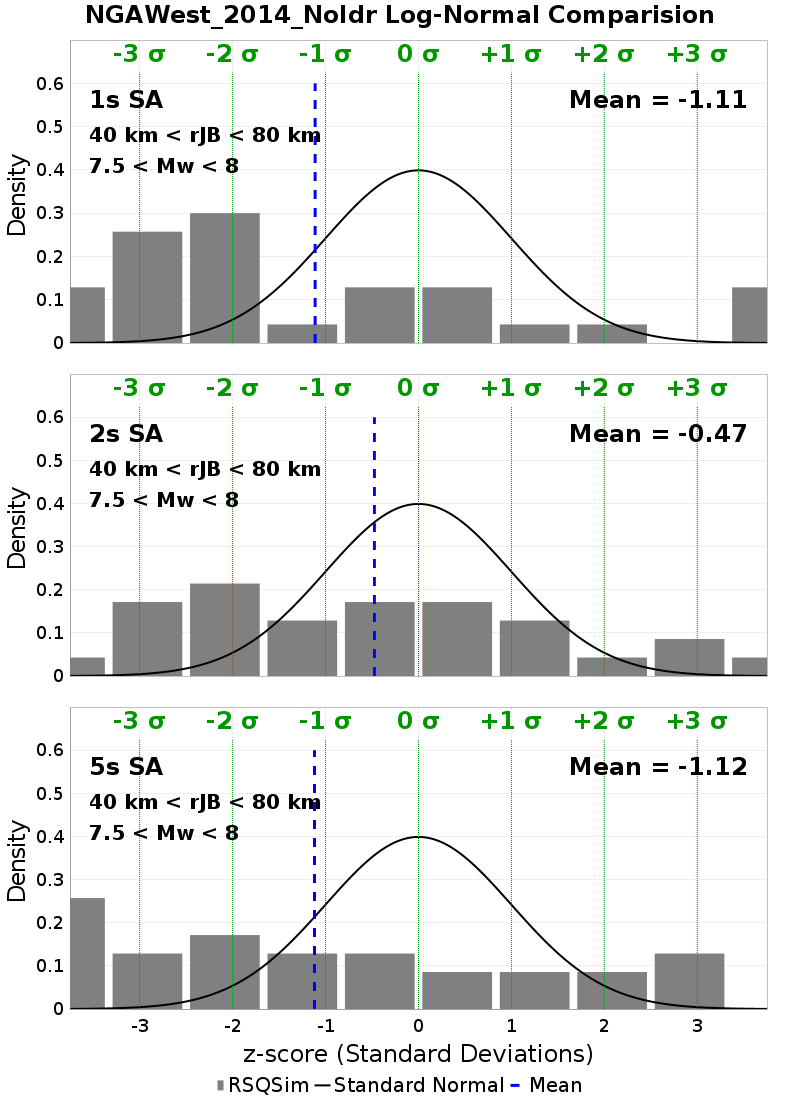 NGAWest_2014_NoIdr Log-Normal Comparision
-3 σ -2 σ -1 σ 0 σ +1 σ +2 σ +3 σ
1s SA
Mean = -1.11
40 km < rJB < 80 km
7.5 < Mw < 8
Density
0.6
0.5
0.4
0.3
0.2
0.1
0
-3 σ -2 σ -1 σ 0 σ +1 σ +2 σ +3 σ
2s SA
Mean = -0.47
40 km < rJB < 80 km
7.5 < Mw < 8
Density
0.6
0.5
0.4
0.3
0.2
0.1
0
-3 σ -2 σ -1 σ 0 σ +1 σ +2 σ +3 σ
5s SA
Mean = -1.12
40 km < rJB < 80 km
7.5 < Mw < 8
Density
0.6
0.5
0.4
0.3
0.2
0.1
0
-3 -2 -1 0 1 2 3
z-score (Standard Deviations)
RSQSim Standard Normal Mean